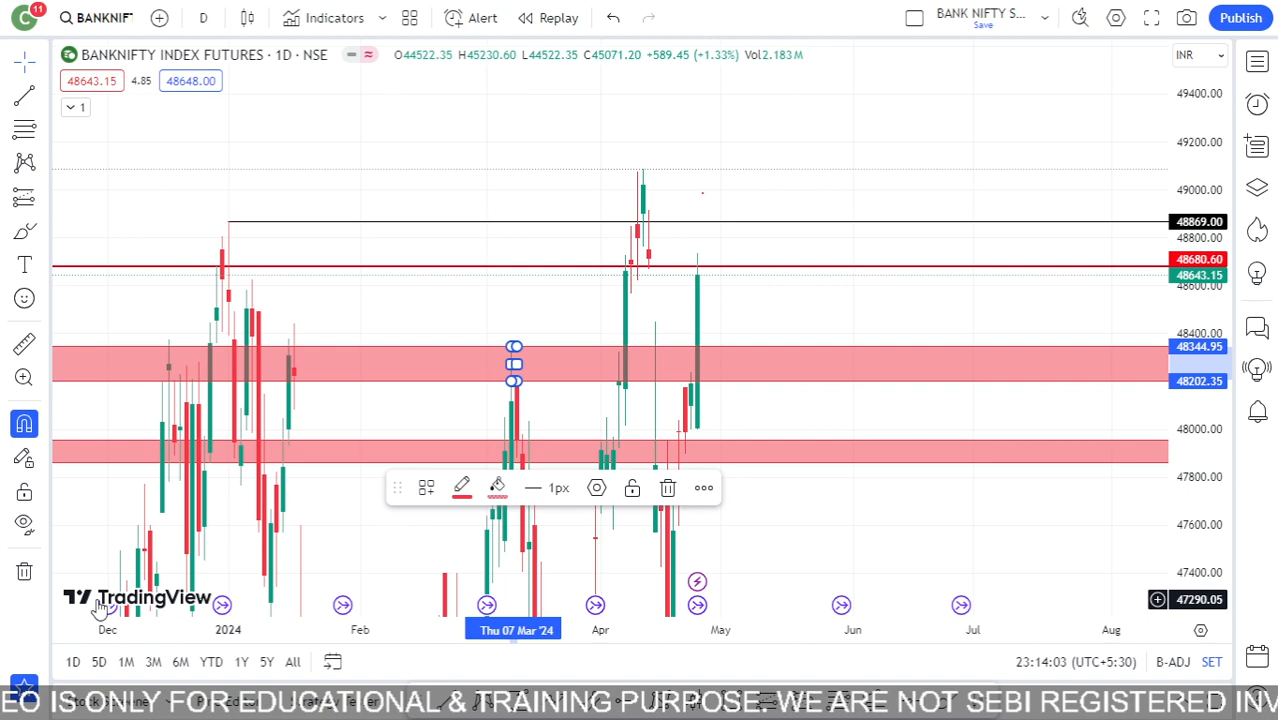 11
BANKNIF
D
Indicators
Alert
Replay
BANK NIFTY S...
Save
Publish
BANKNIFTY INDEX FUTURES · 1D · NSE
O44522.35 H45230.60 L44522.35 C45071.20 +589.45 (+1.33%) Vol2.183M
INR
48643.15 4.85 48648.00
1
49400.00
49200.00
49000.00
48869.00
48800.00
48680.60
48643.15
48600.00
48400.00
48344.95
48202.35
48000.00
47800.00
1px
47600.00
47400.00
TradingView
47290.05
Dec 2024 Feb Thu 07 Mar '24 Apr May Jun Jul Aug
1D 5D 1M 3M 6M YTD 1Y 5Y All
23:14:03 (UTC+5:30) B-ADJ SET
EO IS ONLY FOR EDUCATIONAL & TRAINING PURPOSE. WE ARE NOT SEBI REGISTERED INV